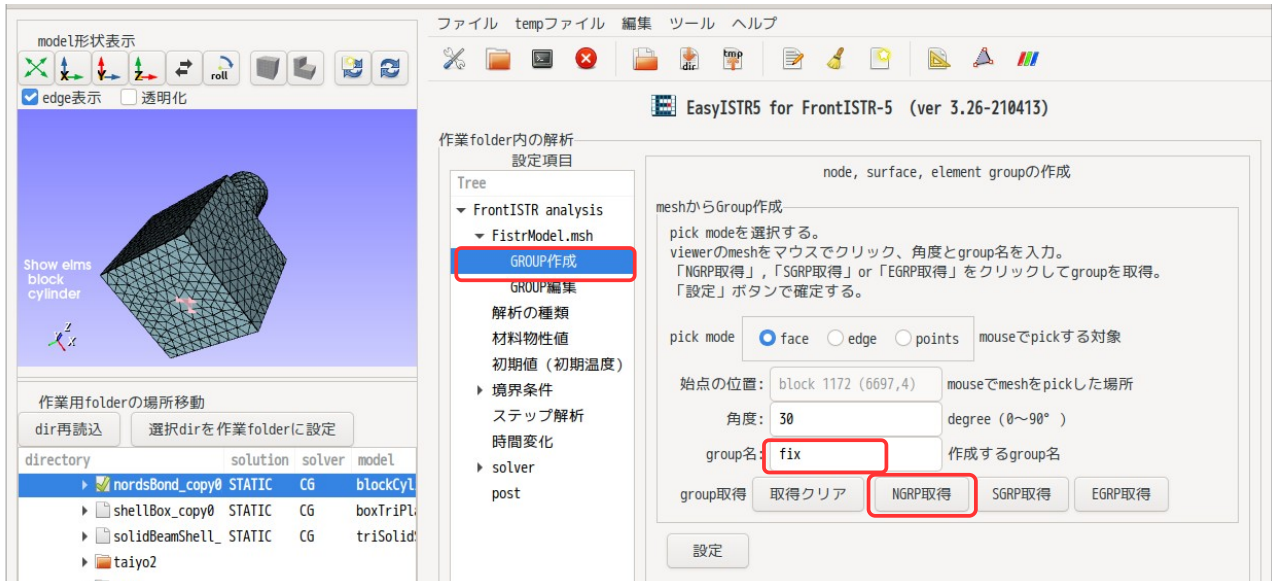 model形状表示
roll
edge表示 透明化
Show elms
block
cylinder
作業用folderの場所移動
dir再読込 選択dirを作業folderに設定
directory solution solver model
nordsBond_copy0 STATIC CG blockCyl
shellBox_copy0 STATIC CG boxTriPl
solidBeamShell_ STATIC CG triSolid
taiyo2
ファイル tempファイル 編集 ツール ヘルプ
dir tmp
EasyISTR5 for FrontISTR-5 (ver 3.26-210413)
作業folder内の解析
設定項目
Tree
FrontISTR analysis
FistrModel.msh
GROUP作成
GROUP編集
解析の種類
材料物性値
初期値（初期温度）
境界条件
ステップ解析
時間変化
solver
post
node, surface, element groupの作成
meshからGroup作成
pick modeを選択する。
viewerのmeshをマウスでクリック、角度とgroup名を入力。
「NGRP取得」,「SGRP取得」or「EGRP取得」をクリックしてgroupを取得。
「設定」ボタンで確定する。
pick mode face edge points mouseでpickする対象
始点の位置: block 1172 (6697,4) mouseでmeshをpickした場所
角度: 30 degree (0～90° )
group名: fix 作成するgroup名
group取得 取得クリア NGRP取得 SGRP取得 EGRP取得
設定